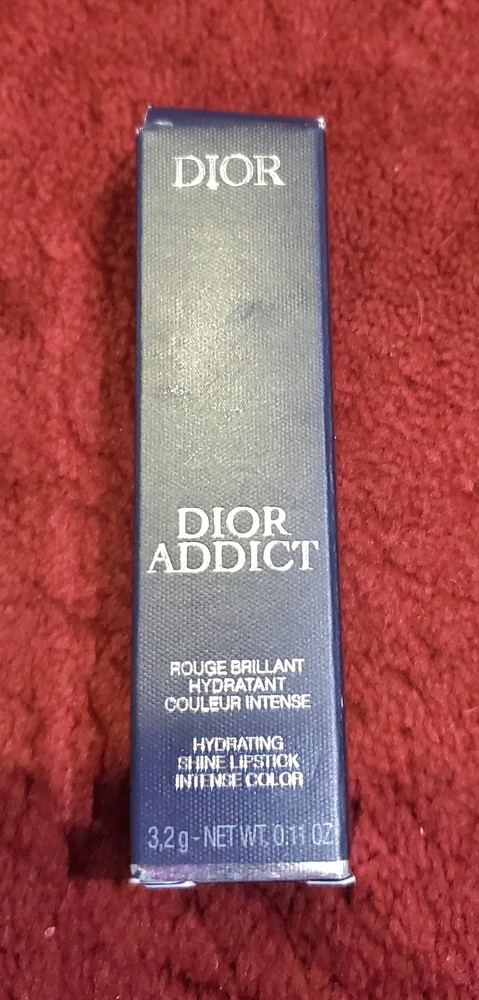 DIOR
DIOR
ADDICT
ROUGE BRILLANT
HYDRATANT
COULEUR INTENSE
HYDRATING
SHINE LIPSTICK
INTENSE COLOR
3,2 g - NET WT. 0.11 OZ